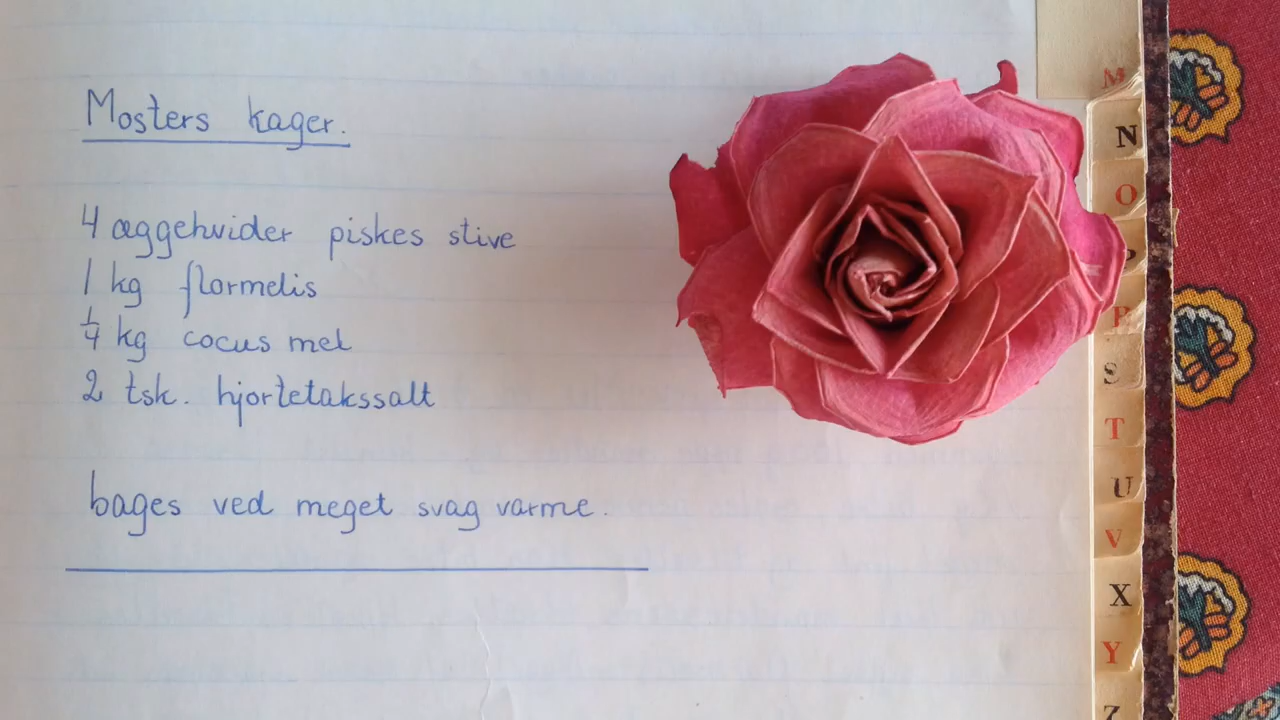 Mosters kager.
4 æggehvider piskes stive
1 kg flormelis
1/4 kg cocus mel
2 tsk. hjortetakssalt
bages ved meget svag varme.
M
N
O
P
R
S
T
U
V
X
Y
Z